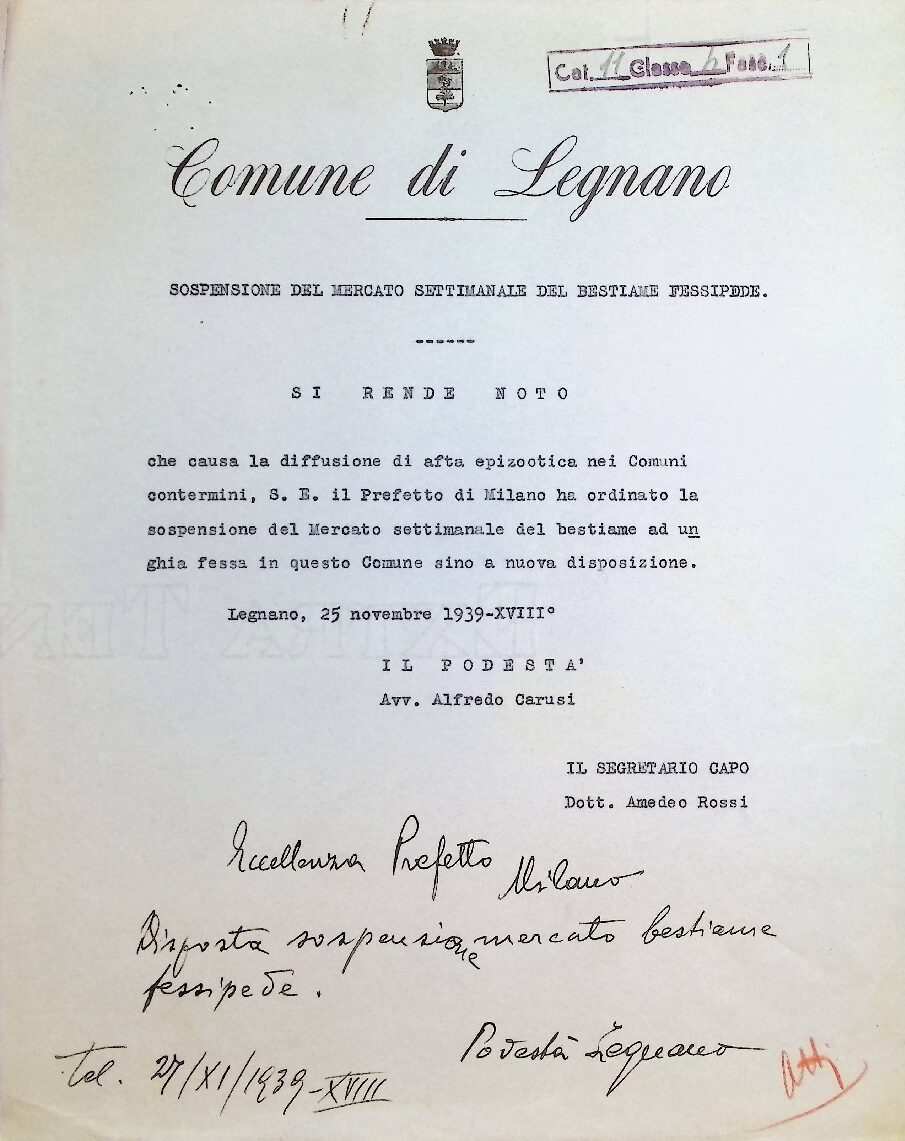 Cat. 11 Classe 2 Fasc. 1
Comune di Legnano
SOSPENSIONE DEL MERCATO SETTIMANALE DEL BESTIAME FESSIPEDE.
------
SI RENDE NOTO
che causa la diffusione di afta epizootica nei Comuni
contermini, S. E. il Prefetto di Milano ha ordinato la
sospensione del Mercato settimanale del bestiame ad un
ghia fessa in questo Comune sino a nuova disposizione.
Legnano, 25 novembre 1939-XVIII°
IL PODESTA'
Avv. Alfredo Carusi
IL SEGRETARIO CAPO
Dott. Amedeo Rossi
Eccellenza Prefetto Milano
Disposta sospensione mercato bestiame
fessipede.
Podestà Legnano
Tel. 27/XI/1939-XVIII
Atti